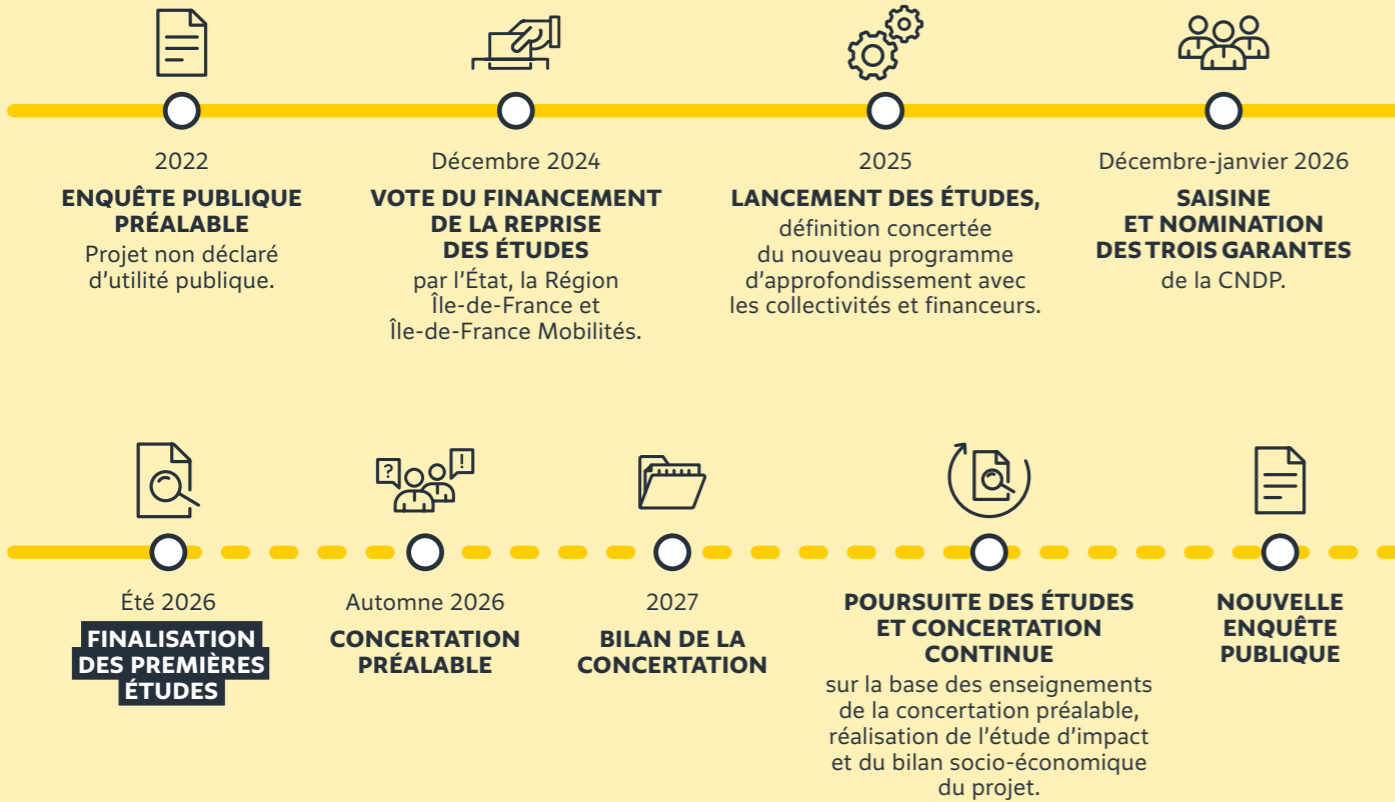 2022
ENQUÊTE PUBLIQUE
PRÉALABLE
Projet non déclaré
d’utilité publique.
Décembre 2024
VOTE DU FINANCEMENT
DE LA REPRISE
DES ÉTUDES
par l’État, la Région
Île-de-France et
Île-de-France Mobilités.
2025
LANCEMENT DES ÉTUDES,
définition concertée
du nouveau programme
d’approfondissement avec
les collectivités et financeurs.
Décembre-janvier 2026
SAISINE
ET NOMINATION
DES TROIS GARANTES
de la CNDP.
Été 2026
FINALISATION
DES PREMIÈRES
ÉTUDES
? !
Automne 2026
CONCERTATION
PRÉALABLE
2027
BILAN DE LA
CONCERTATION
POURSUITE DES ÉTUDES
ET CONCERTATION
CONTINUE
sur la base des enseignements
de la concertation préalable,
réalisation de l’étude d’impact
et du bilan socio-économique
du projet.
NOUVELLE
ENQUÊTE
PUBLIQUE